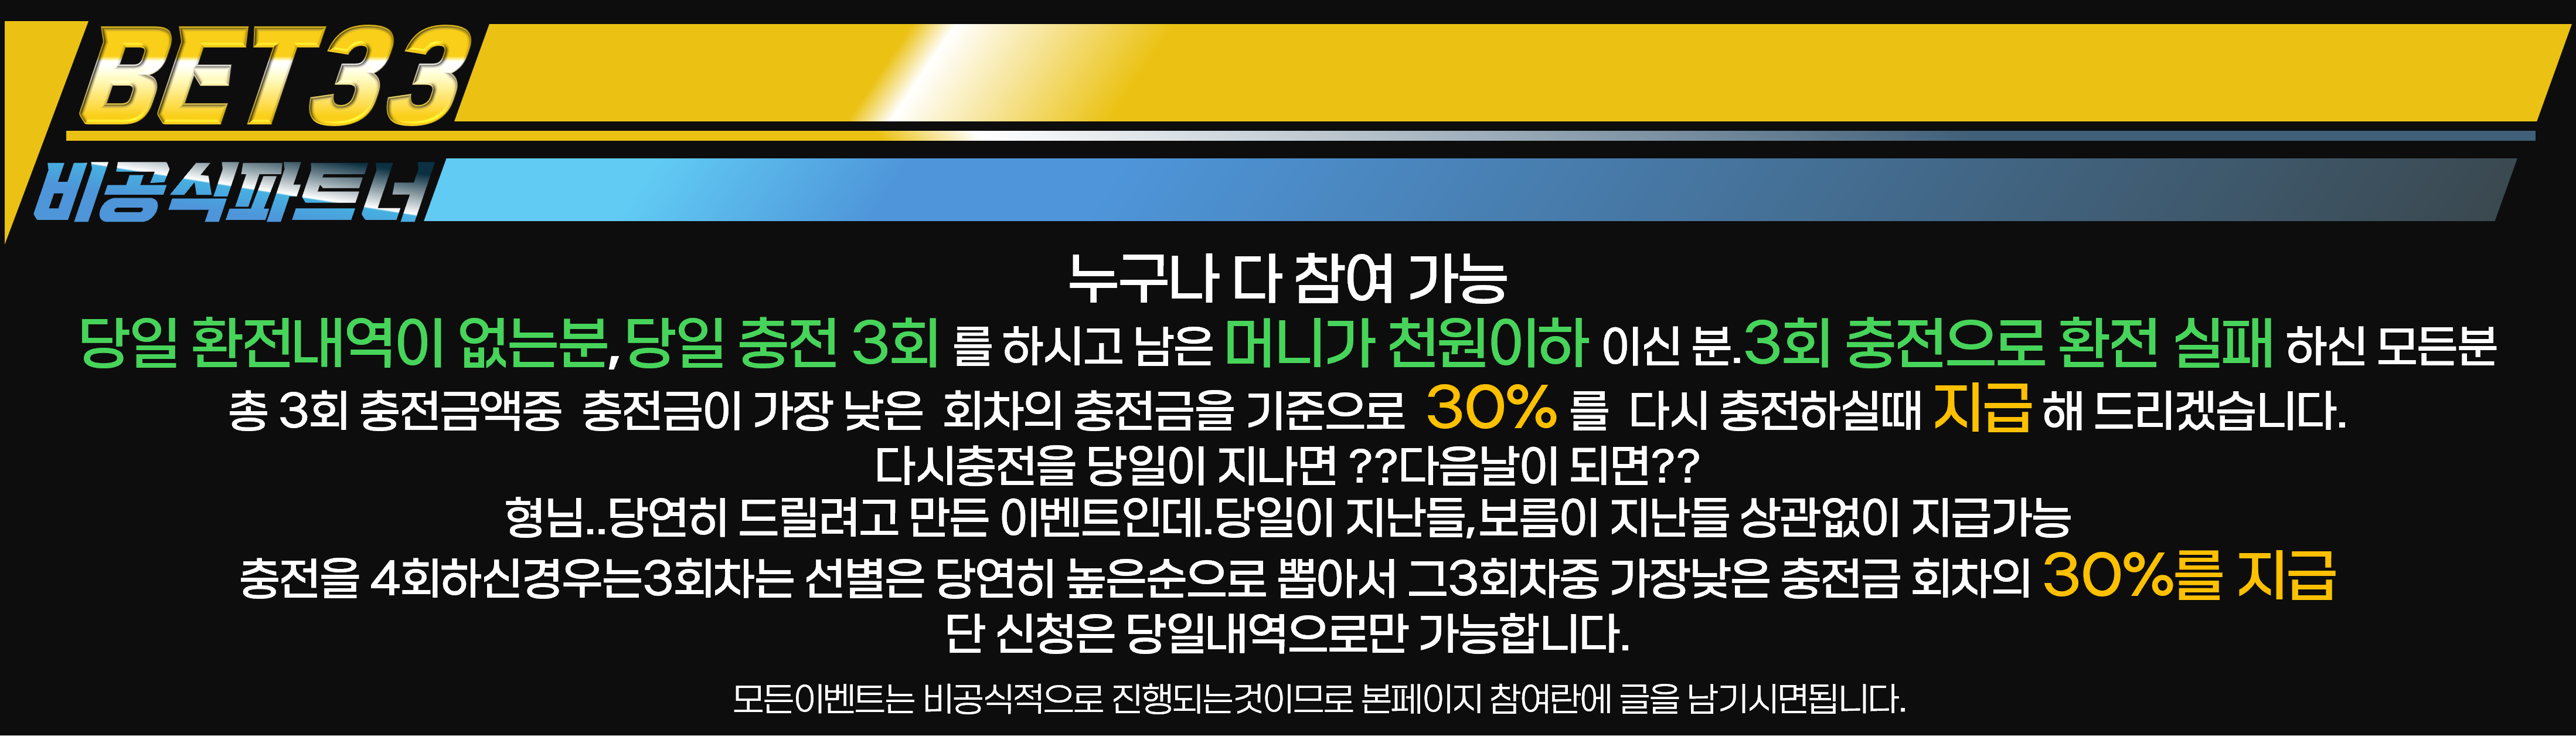 BET33
비공식파트너
누구나 다 참여 가능
당일 환전내역이 없는분,당일 충전 3회 를 하시고 남은 머니가 천원이하 이신 분.3회 충전으로 환전 실패 하신 모든분
총 3회 충전금액중 충전금이 가장 낮은 회차의 충전금을 기준으로 30% 를 다시 충전하실때 지급 해 드리겠습니다.
다시충전을 당일이 지나면 ??다음날이 되면??
형님..당연히 드릴려고 만든 이벤트인데.당일이 지난들,보름이 지난들 상관없이 지급가능
충전을 4회하신경우는3회차는 선별은 당연히 높은순으로 뽑아서 그3회차중 가장낮은 충전금 회차의 30%를 지급
단 신청은 당일내역으로만 가능합니다.
모든이벤트는 비공식적으로 진행되는것이므로 본페이지 참여란에 글을 남기시면됩니다.